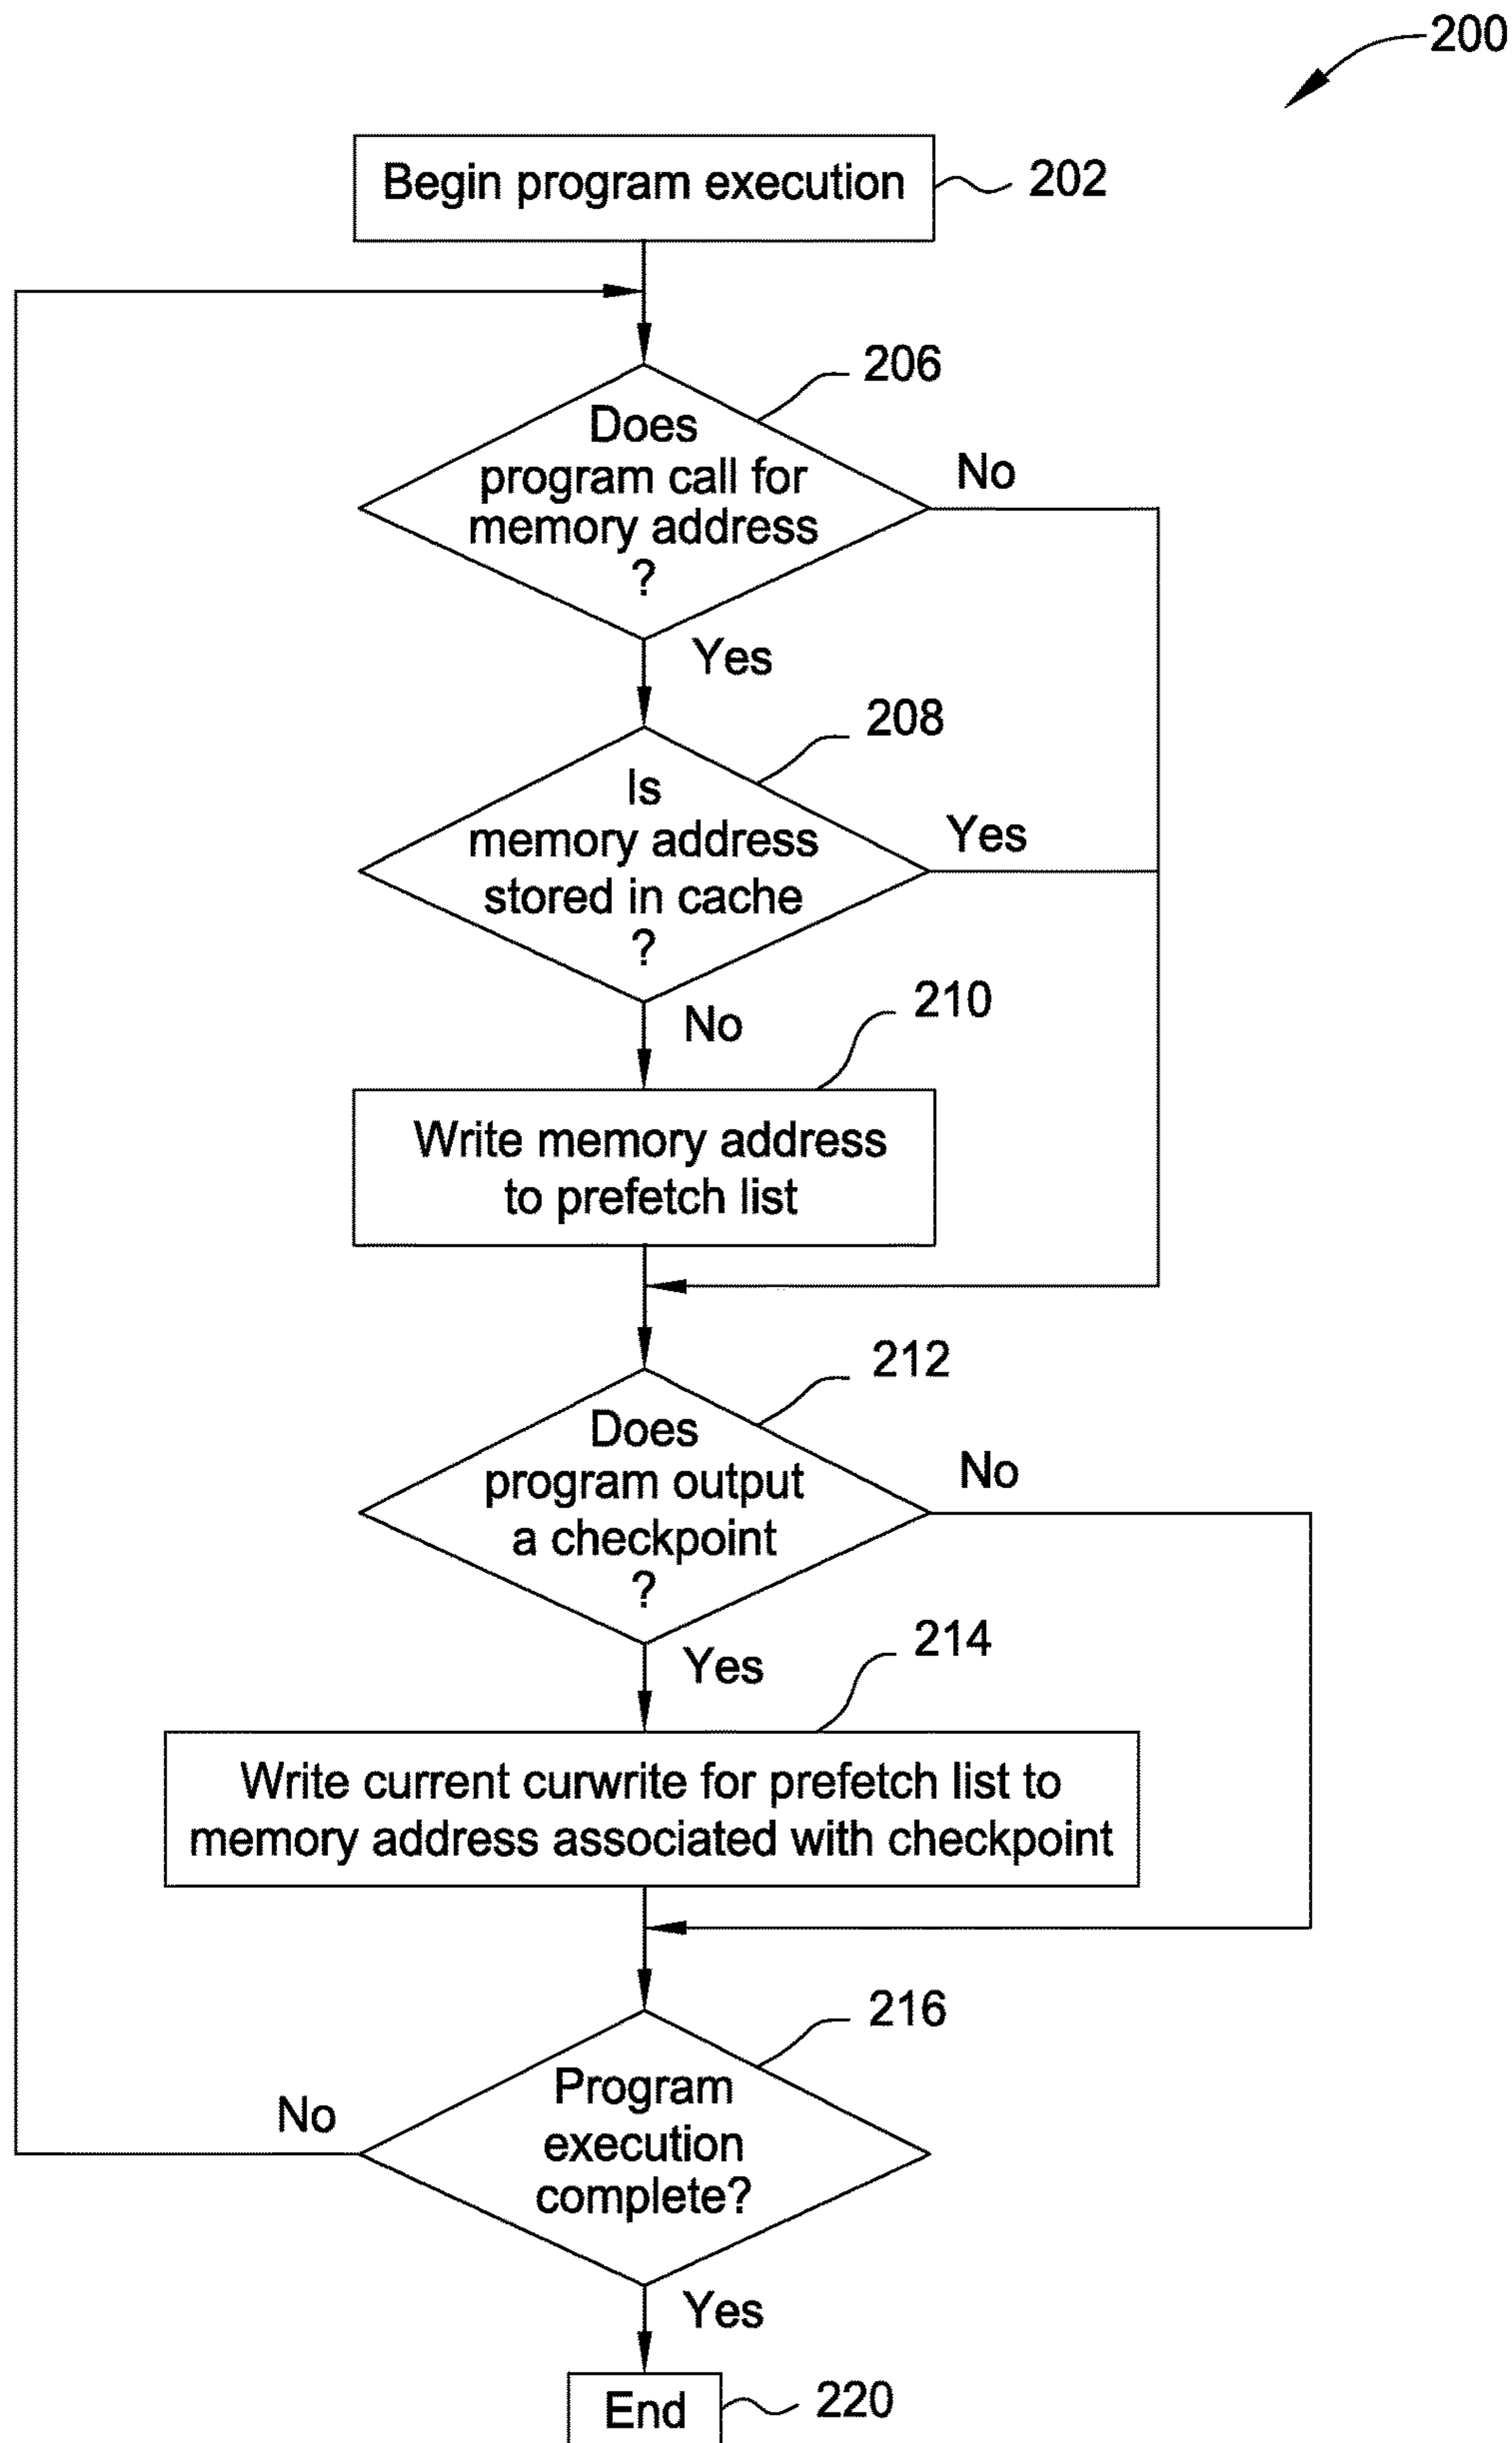 200
Begin program execution
202
206
Does
program call for
memory address
?
No
Yes
208
Is
memory address
stored in cache
?
Yes
No
210
Write memory address
to prefetch list
212
Does
program output
a checkpoint
?
No
Yes
214
Write current curwrite for prefetch list to
memory address associated with checkpoint
216
Program
execution
complete?
No
Yes
End
220